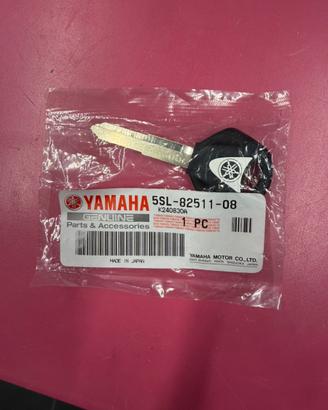 YAMAHA 5SL-82511-08
K240830A
GENUINE
Parts & Accessories
1 PC
MADE IN JAPAN
YAMAHA MOTOR CO.,LTD.